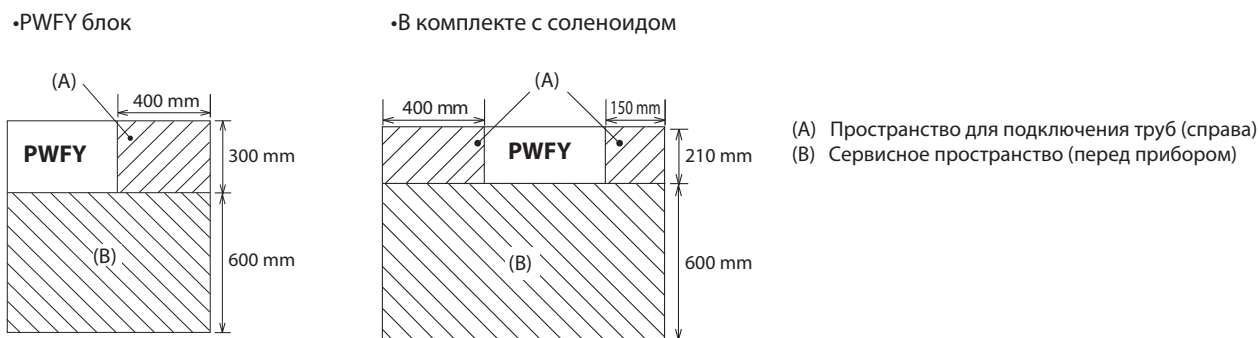 •PWFY блок
•В комплекте с соленоидом
(A)
400 mm
PWFY
300 mm
(B)
600 mm
(A)
400 mm
150 mm
PWFY
210 mm
(B)
600 mm
(A) Пространство для подключения труб (справа)
(B) Сервисное пространство (перед прибором)